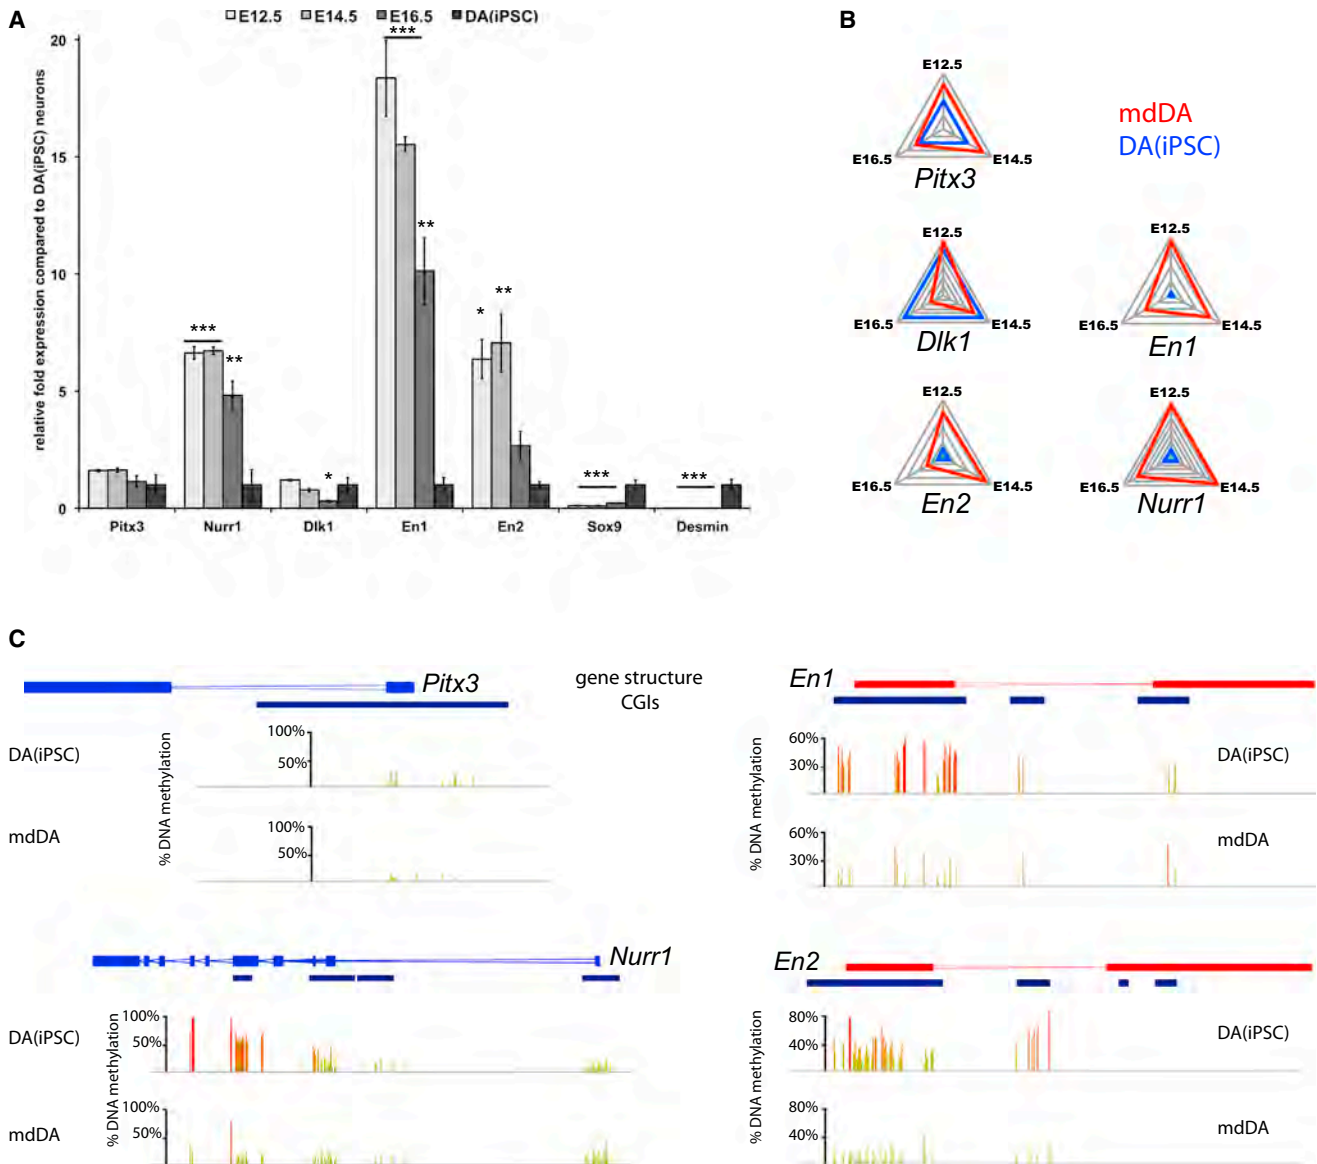 A
E12.5 E14.5 E16.5 DA(iPSC)
relative fold expression compared to DA(iPSC) neurons
20
15
10
5
0
***
**
*
***
**
*
**
***
***
Pitx3 Nurr1 Dlk1 En1 En2 Sox9 Desmin
B
mdDA
DA(iPSC)
E12.5
E16.5 E14.5
Pitx3
E12.5
E16.5 E14.5
Dlk1
E12.5
E16.5 E14.5
En1
E12.5
E16.5 E14.5
En2
E12.5
E16.5 E14.5
Nurr1
C
Pitx3
gene structure
CGIs
DA(iPSC)
100%
50%
% DNA methylation
mdDA
100%
50%
En1
60%
30%
DA(iPSC)
% DNA methylation
60%
30%
mdDA
Nurr1
DA(iPSC)
100%
50%
% DNA methylation
mdDA
100%
50%
En2
80%
40%
DA(iPSC)
% DNA methylation
80%
40%
mdDA